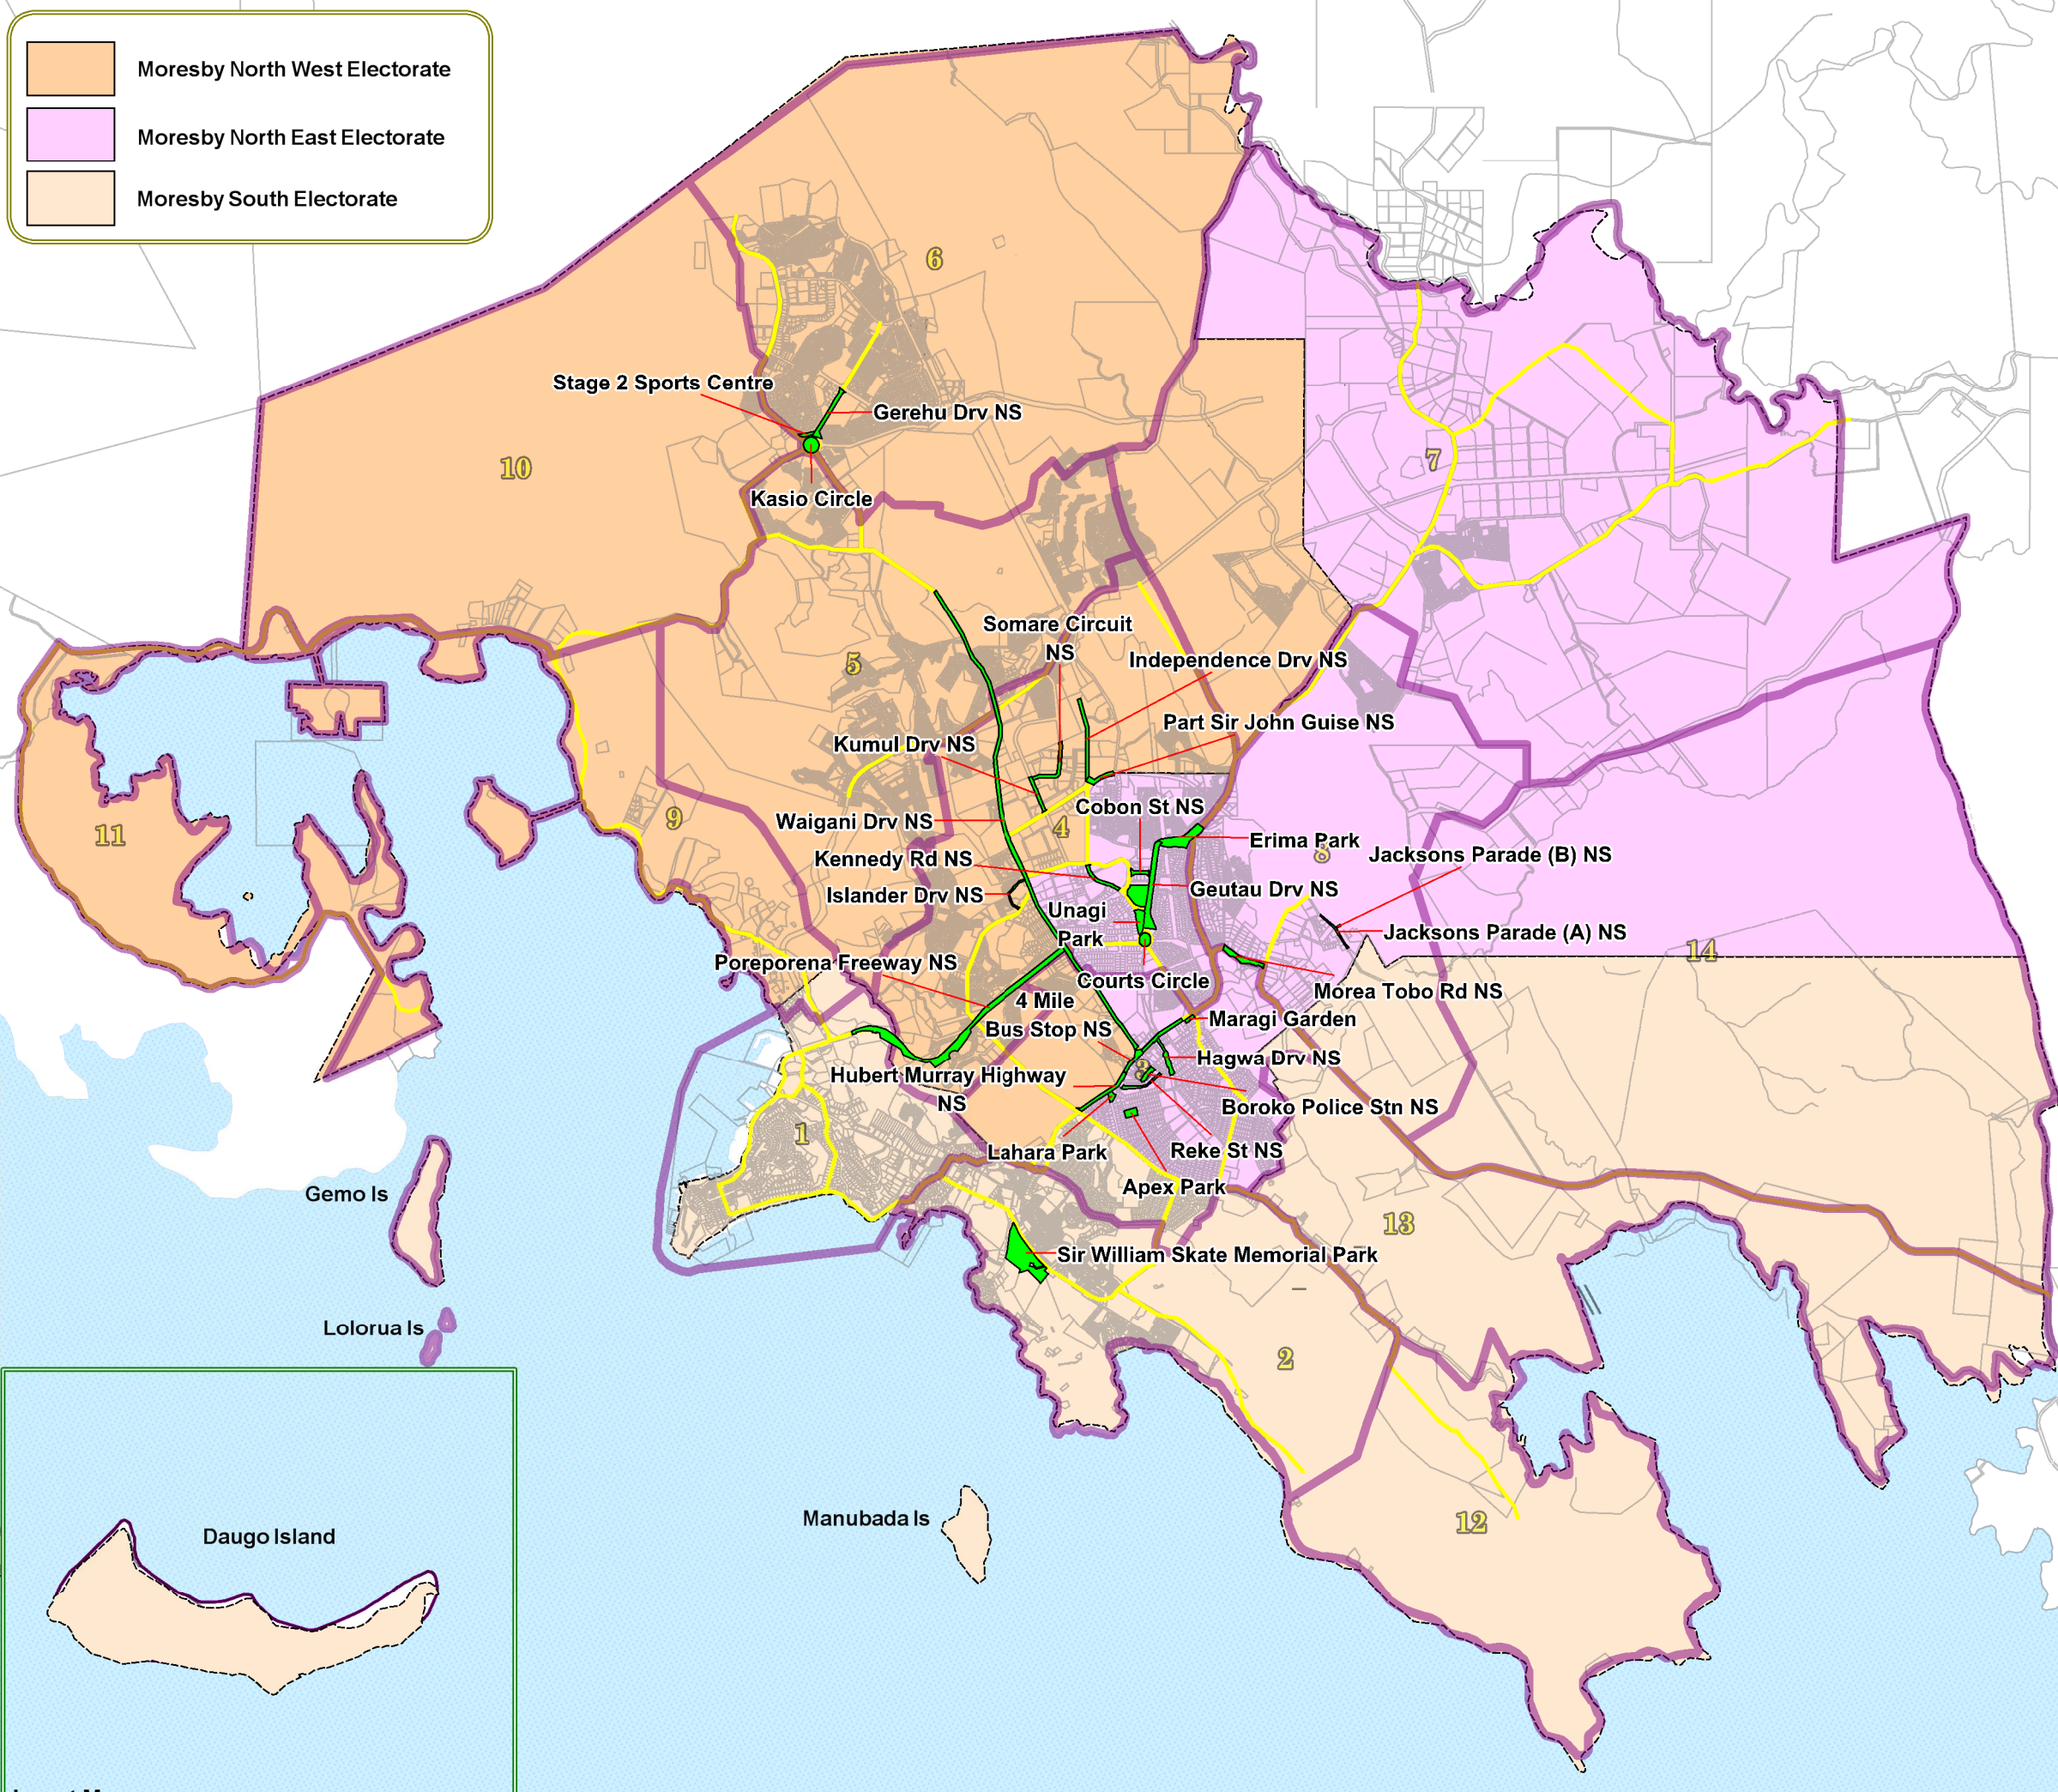 Moresby North West Electorate
Moresby North East Electorate
Moresby South Electorate
6
Stage 2 Sports Centre
Gerehu Drv NS
10
7
Kasio Circle
Somare Circuit
NS
5
Independence Drv NS
Part Sir John Guise NS
Kumul Drv NS
Cobon St NS
9
Waigani Drv NS
4
11
Erima Park
8
Jacksons Parade (B) NS
Kennedy Rd NS
Geutau Drv NS
Islander Drv NS
Unagi
Park
Jacksons Parade (A) NS
14
Poreporena Freeway NS
Courts Circle
Morea Tobo Rd NS
4 Mile
Bus Stop NS
Maragi Garden
Hagwa Drv NS
3
Hubert Murray Highway
NS
Boroko Police Stn NS
1
Lahara Park
Reke St NS
Apex Park
Gemo Is
13
Sir William Skate Memorial Park
Lolorua Is
2
Manubada Is
12
Daugo Island